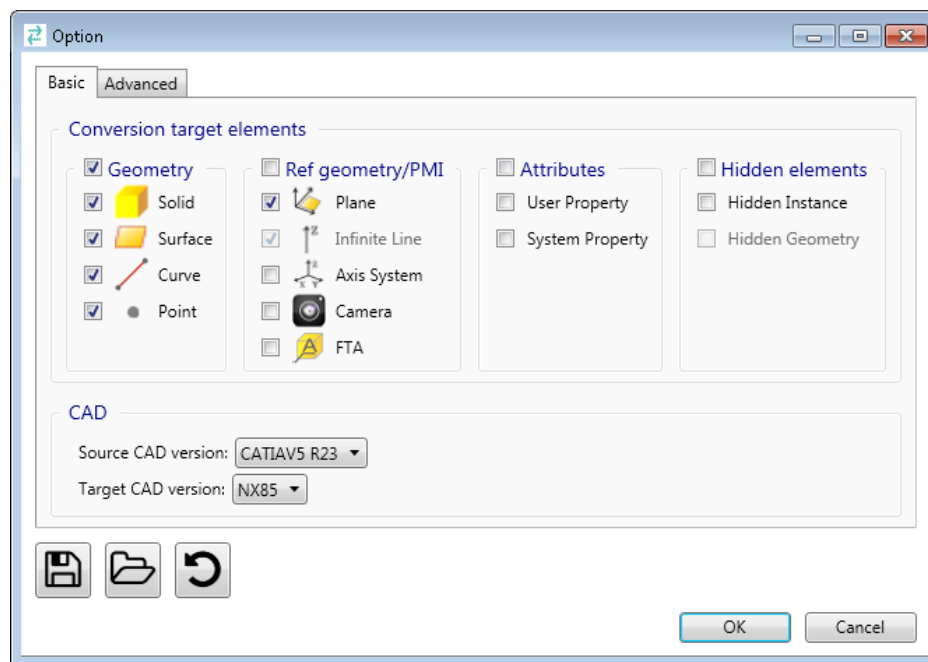 Option
Basic
Advanced
Conversion target elements
Geometry
Solid
Surface
Curve
Point
Ref geometry/PMI
Plane
Z
Infinite Line
Z
X Y
Axis System
Camera
A
FTA
Attributes
User Property
System Property
Hidden elements
Hidden Instance
Hidden Geometry
CAD
Source CAD version: CATIAV5 R23
Target CAD version: NX85
OK
Cancel